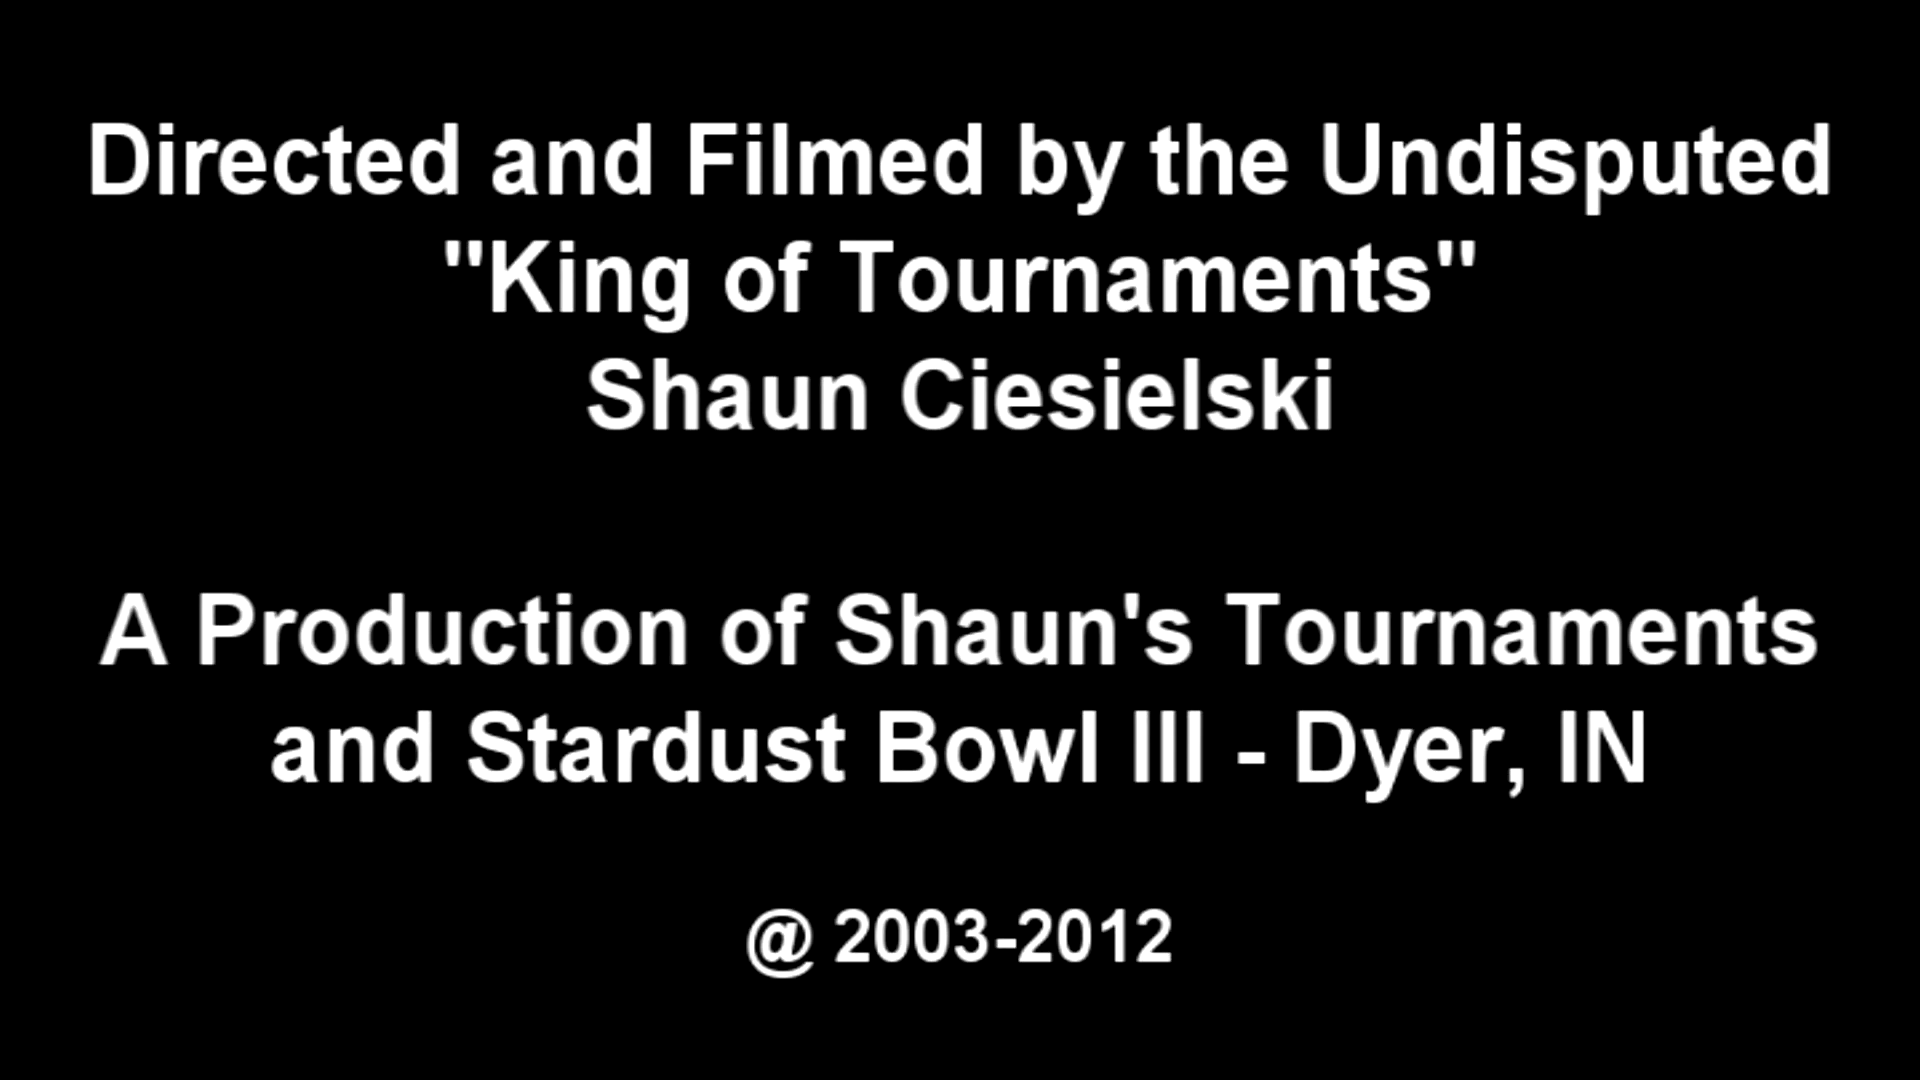 Directed and Filmed by the Undisputed
"King of Tournaments"
Shaun Ciesielski
A Production of Shaun's Tournaments
and Stardust Bowl III - Dyer, IN
@ 2003-2012